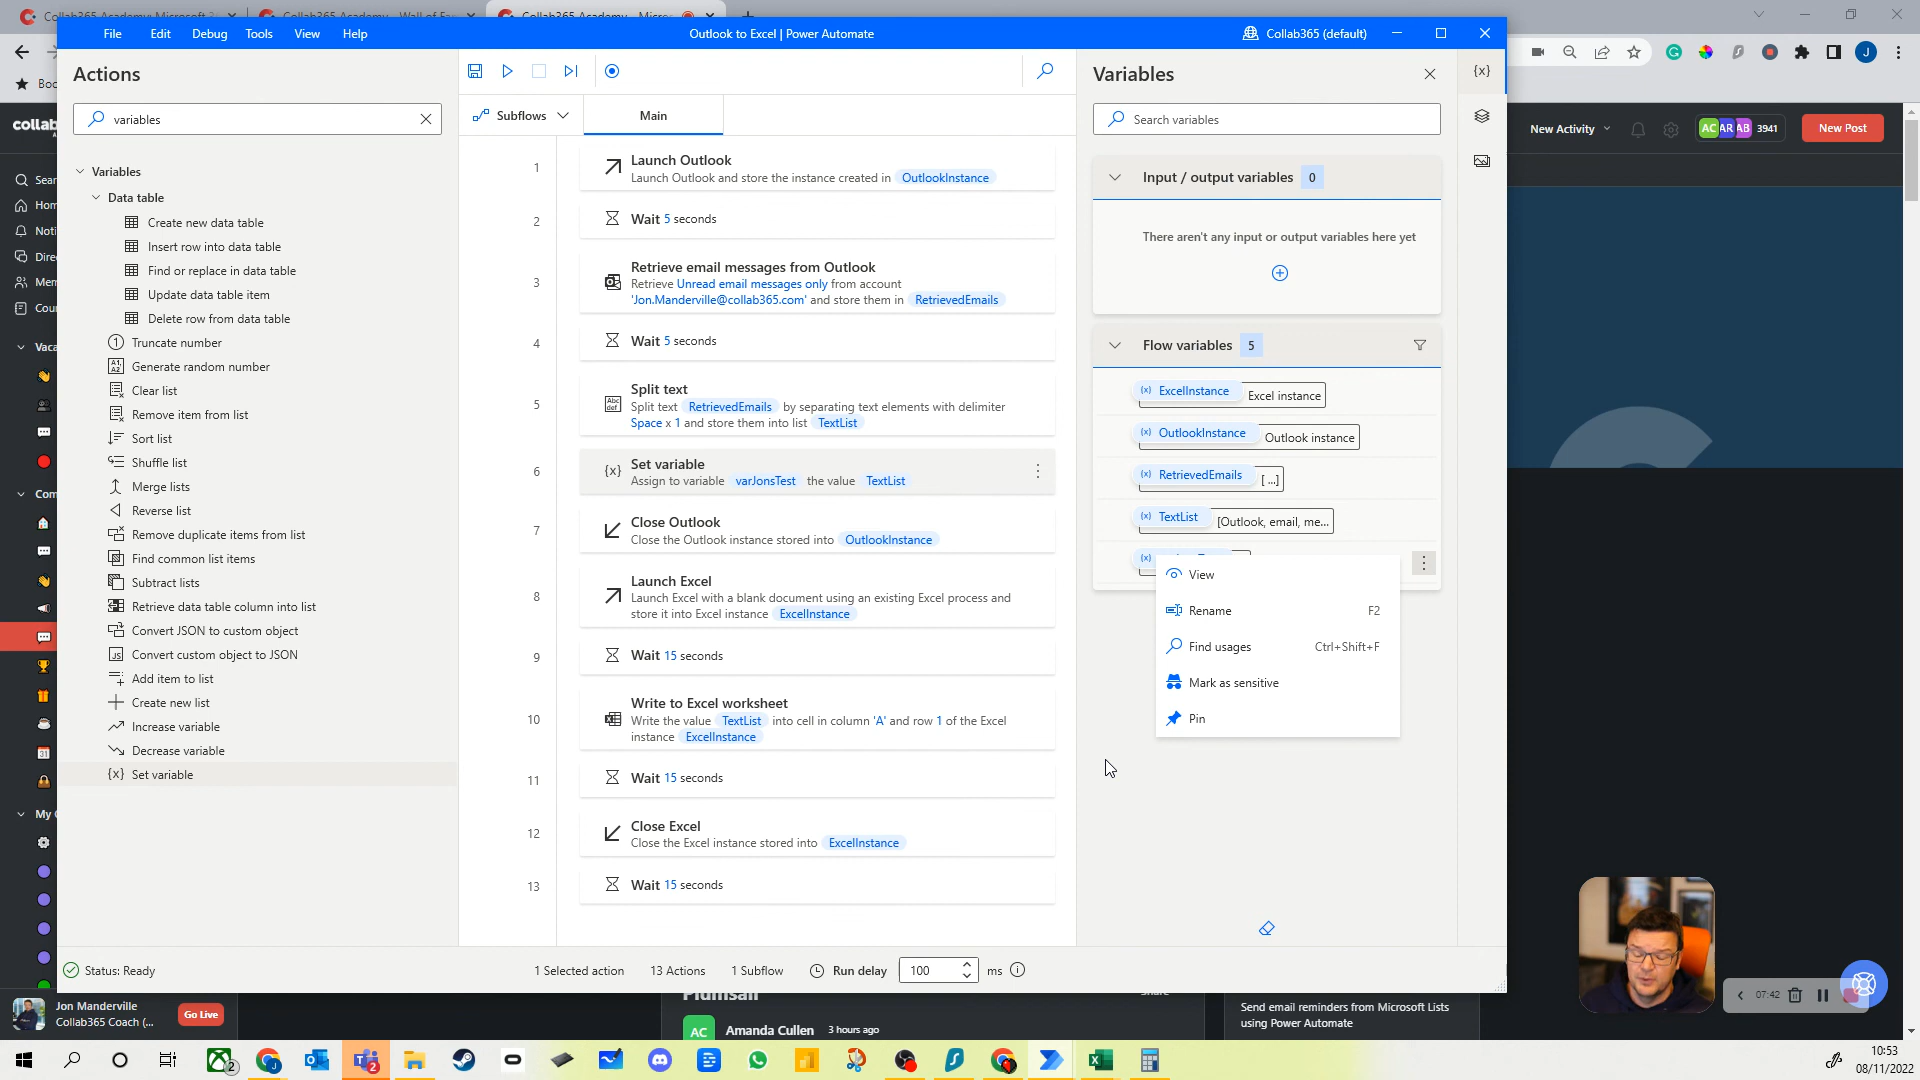 File Edit Debug Tools View Help
Outlook to Excel | Power Automate
Collab365 (default)
Actions
variables
Variables
Data table
Create new data table
Insert row into data table
Find or replace in data table
Update data table item
Delete row from data table
Truncate number
Generate random number
Clear list
Remove item from list
Sort list
Shuffle list
Merge lists
Reverse list
Remove duplicate items from list
Find common list items
Subtract lists
Retrieve data table column into list
Convert JSON to custom object
Convert custom object to JSON
Add item to list
Create new list
Increase variable
Decrease variable
Set variable
Subflows
Main
1
Launch Outlook
Launch Outlook and store the instance created in OutlookInstance
2
Wait 5 seconds
3
Retrieve email messages from Outlook
Retrieve Unread email messages only from account
'Jon.Manderville@collab365.com' and store them in RetrievedEmails
4
Wait 5 seconds
5
Split text
Split text RetrievedEmails by separating text elements with delimiter
Space x 1 and store them into list TextList
6
Set variable
Assign to variable varJonsTest the value TextList
7
Close Outlook
Close the Outlook instance stored into OutlookInstance
8
Launch Excel
Launch Excel with a blank document using an existing Excel process and
store it into Excel instance ExcelInstance
9
Wait 15 seconds
10
Write to Excel worksheet
Write the value TextList into cell in column 'A' and row 1 of the Excel
instance ExcelInstance
11
Wait 15 seconds
12
Close Excel
Close the Excel instance stored into ExcelInstance
13
Wait 15 seconds
Variables
Search variables
Input / output variables 0
There aren't any input or output variables here yet
Flow variables 5
ExcelInstance Excel instance
OutlookInstance Outlook instance
RetrievedEmails [ ...]
TextList [Outlook, email, me...
View
Rename F2
Find usages Ctrl+Shift+F
Mark as sensitive
Pin
Status: Ready
1 Selected action
13 Actions
1 Subflow
Run delay 100 ms
New Activity
AC AR AB 3941
New Post
Jon Manderville
Collab365 Coach (...
Go Live
AC
Amanda Cullen 3 hours ago
Send email reminders from Microsoft Lists
using Power Automate
07:42
10:53
08/11/2022